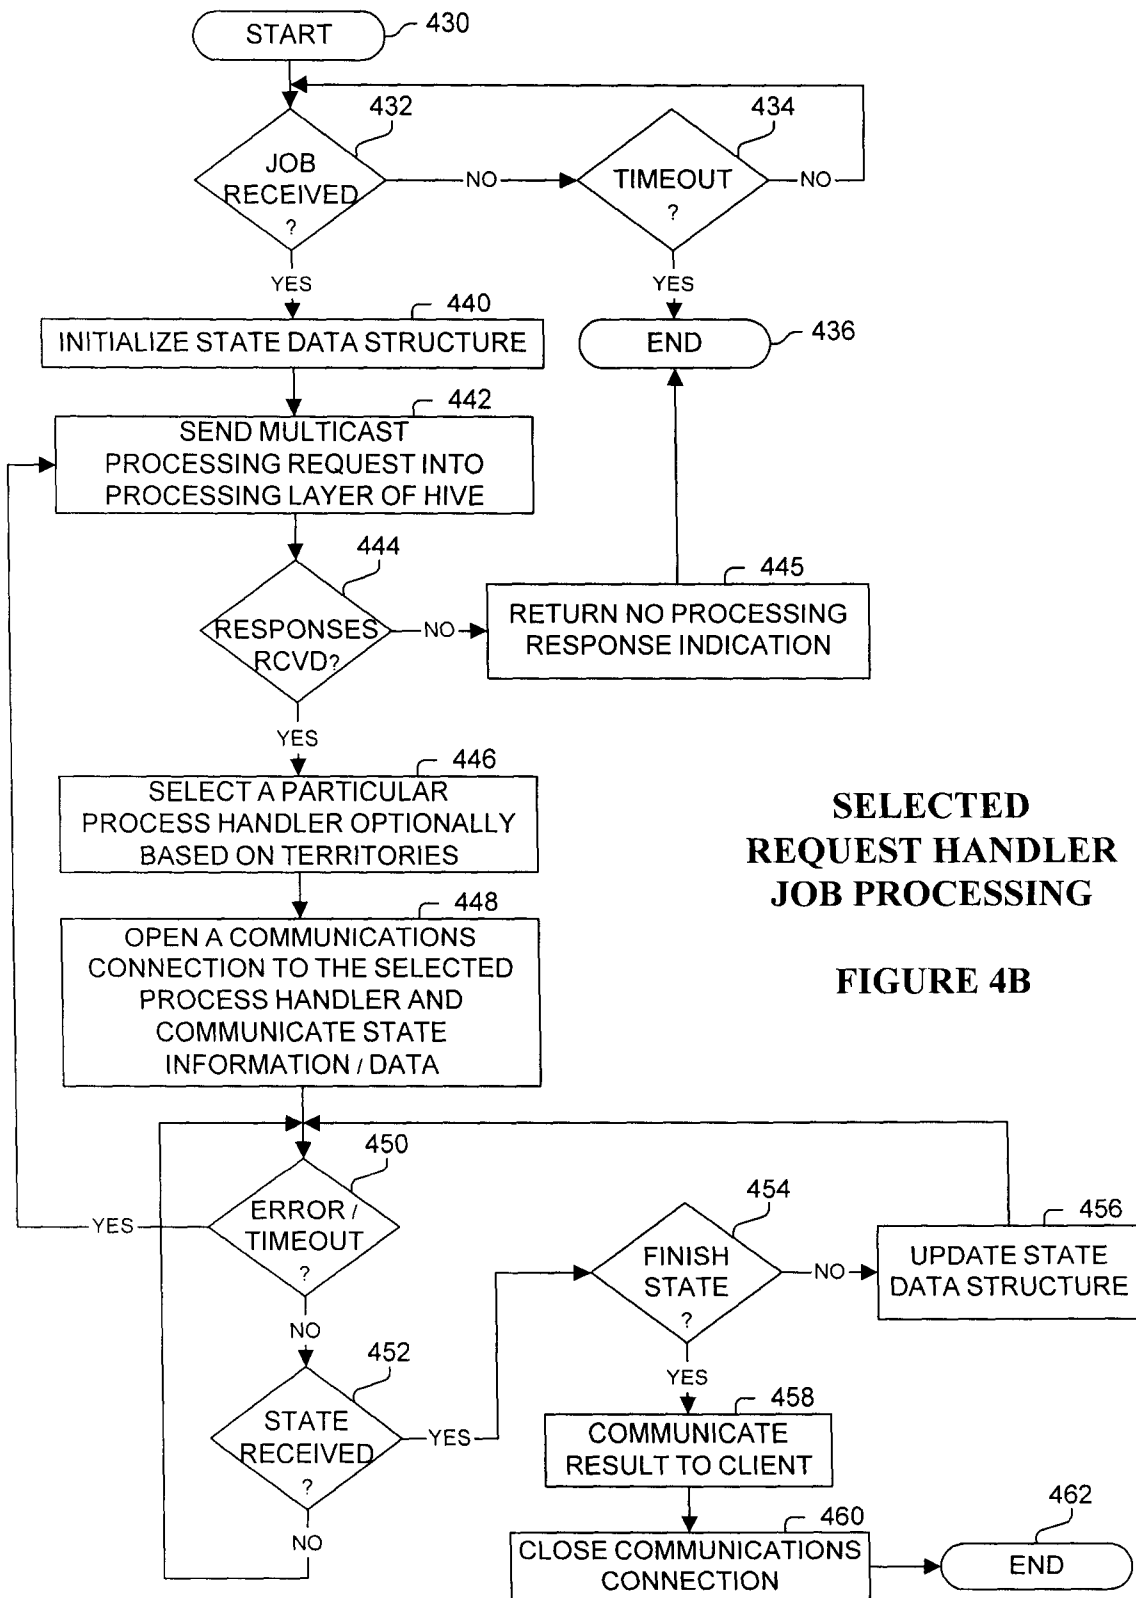 START
430
432
JOB
RECEIVED
?
NO
434
TIMEOUT
?
NO
YES
YES
440
INITIALIZE STATE DATA STRUCTURE
END
436
442
SEND MULTICAST
PROCESSING REQUEST INTO
PROCESSING LAYER OF HIVE
444
RESPONSES
RCVD?
NO
445
RETURN NO PROCESSING
RESPONSE INDICATION
YES
446
SELECT A PARTICULAR
PROCESS HANDLER OPTIONALLY
BASED ON TERRITORIES
448
OPEN A COMMUNICATIONS
CONNECTION TO THE SELECTED
PROCESS HANDLER AND
COMMUNICATE STATE
INFORMATION / DATA
SELECTED
REQUEST HANDLER
JOB PROCESSING
FIGURE 4B
450
ERROR /
TIMEOUT
?
YES
NO
452
STATE
RECEIVED
?
YES
NO
454
FINISH
STATE
?
NO
456
UPDATE STATE
DATA STRUCTURE
YES
458
COMMUNICATE
RESULT TO CLIENT
460
CLOSE COMMUNICATIONS
CONNECTION
462
END